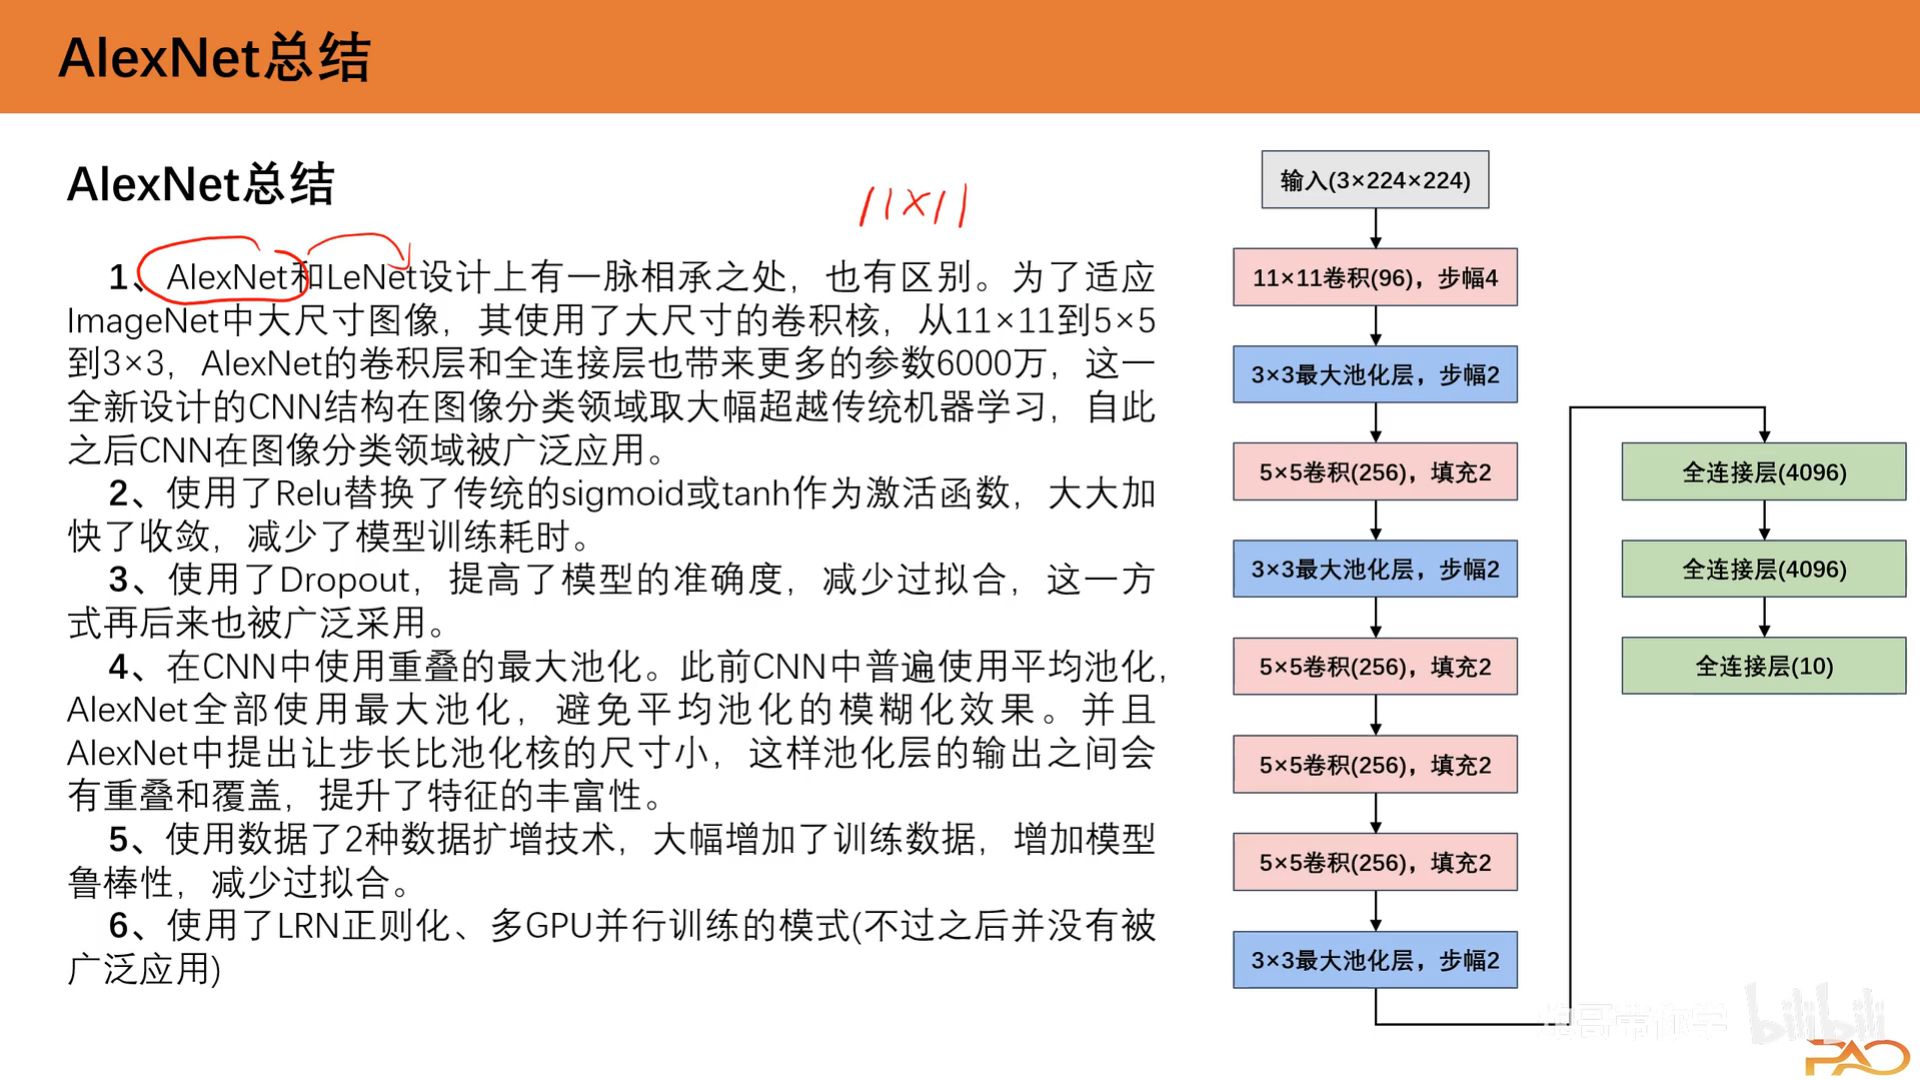 AlexNet总结
AlexNet总结
11×11
1、AlexNet和LeNet设计上有一脉相承之处，也有区别。为了适应
ImageNet中大尺寸图像，其使用了大尺寸的卷积核，从11×11到5×5
到3×3，AlexNet的卷积层和全连接层也带来更多的参数6000万，这一
全新设计的CNN结构在图像分类领域取大幅超越传统机器学习，自此
之后CNN在图像分类领域被广泛应用。
2、使用了Relu替换了传统的sigmoid或tanh作为激活函数，大大加
快了收敛，减少了模型训练耗时。
3、使用了Dropout，提高了模型的准确度，减少过拟合，这一方
式再后来也被广泛采用。
4、在CNN中使用重叠的最大池化。此前CNN中普遍使用平均池化，
AlexNet全部使用最大池化，避免平均池化的模糊化效果。并且
AlexNet中提出让步长比池化核的尺寸小，这样池化层的输出之间会
有重叠和覆盖，提升了特征的丰富性。
5、使用数据了2种数据扩增技术，大幅增加了训练数据，增加模型
鲁棒性，减少过拟合。
6、使用了LRN正则化、多GPU并行训练的模式(不过之后并没有被
广泛应用)
输入(3×224×224)
11×11卷积(96)，步幅4
3×3最大池化层，步幅2
5×5卷积(256)，填充2
3×3最大池化层，步幅2
5×5卷积(256)，填充2
5×5卷积(256)，填充2
5×5卷积(256)，填充2
3×3最大池化层，步幅2
全连接层(4096)
全连接层(4096)
全连接层(10)
哥带你学
bilibili
PAO